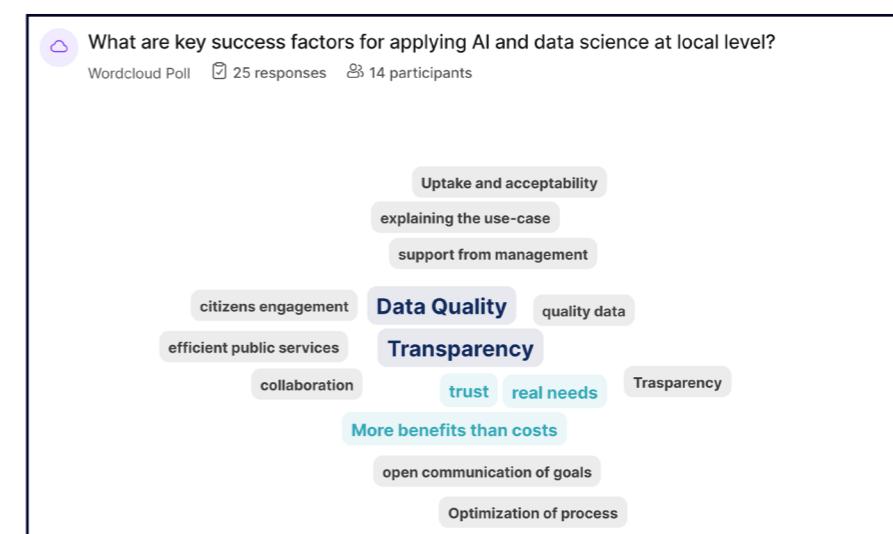 What are key success factors for applying AI and data science at local level?
Wordcloud Poll 25 responses 14 participants
Uptake and acceptability
explaining the use-case
support from management
citizens engagement Data Quality quality data
efficient public services Transparency
collaboration trust real needs Trasparency
More benefits than costs
open communication of goals
Optimization of process